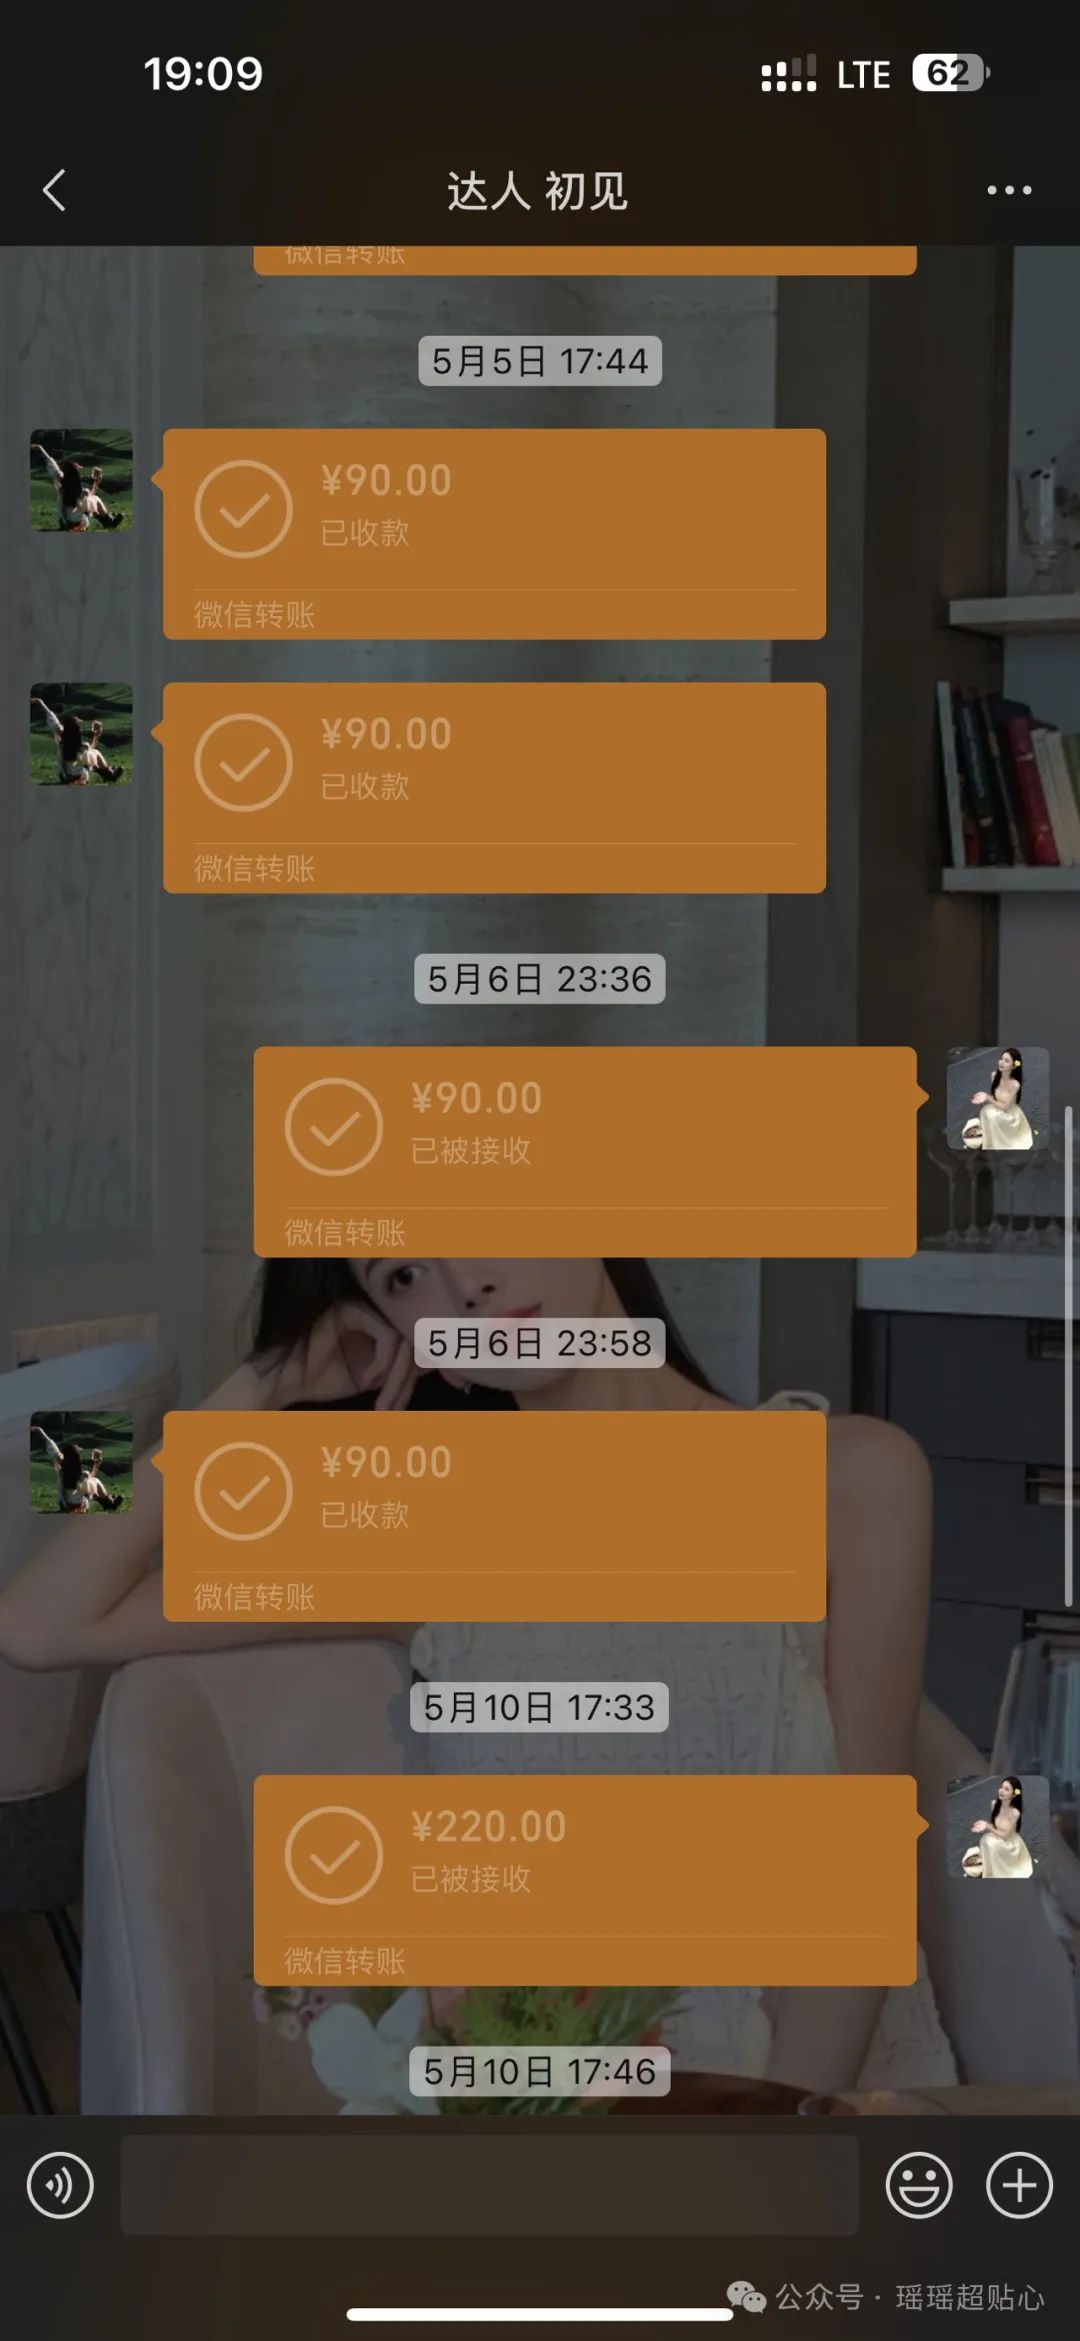 19:09
LTE 62
达人 初见
微信转账
5月5日 17:44
¥90.00
已收款
微信转账
¥90.00
已收款
微信转账
5月6日 23:36
¥90.00
已被接收
微信转账
5月6日 23:58
¥90.00
已收款
微信转账
5月10日 17:33
¥220.00
已被接收
微信转账
5月10日 17:46
公众号 · 瑶瑶超贴心